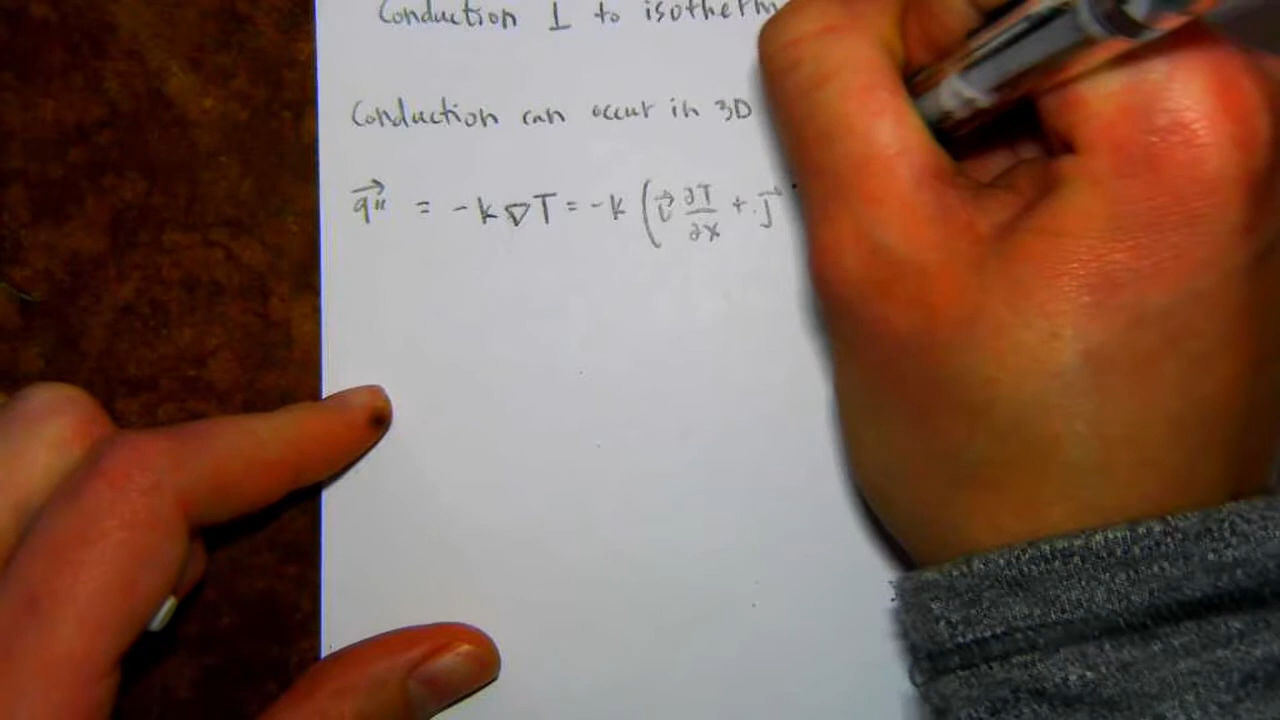 Conduction ⊥ to isotherm
Conduction can occur in 3D
q⃗" = -k∇T = -k (i⃗ ∂T/∂x + j⃗